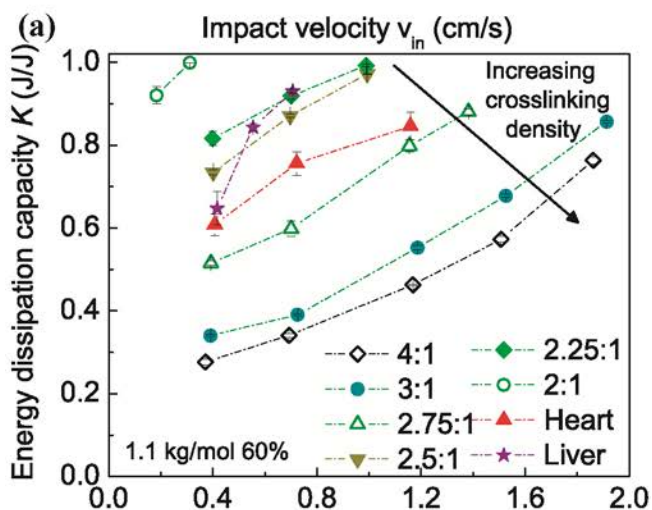 (a)
Impact velocity v_in (cm/s)
Energy dissipation capacity K (J/J)
1.0
0.8
0.6
0.4
0.2
0.0
Increasing
crosslinking
density
4:1
3:1
2.75:1
2.5:1
2.25:1
2:1
Heart
Liver
1.1 kg/mol 60%
0.0 0.4 0.8 1.2 1.6 2.0